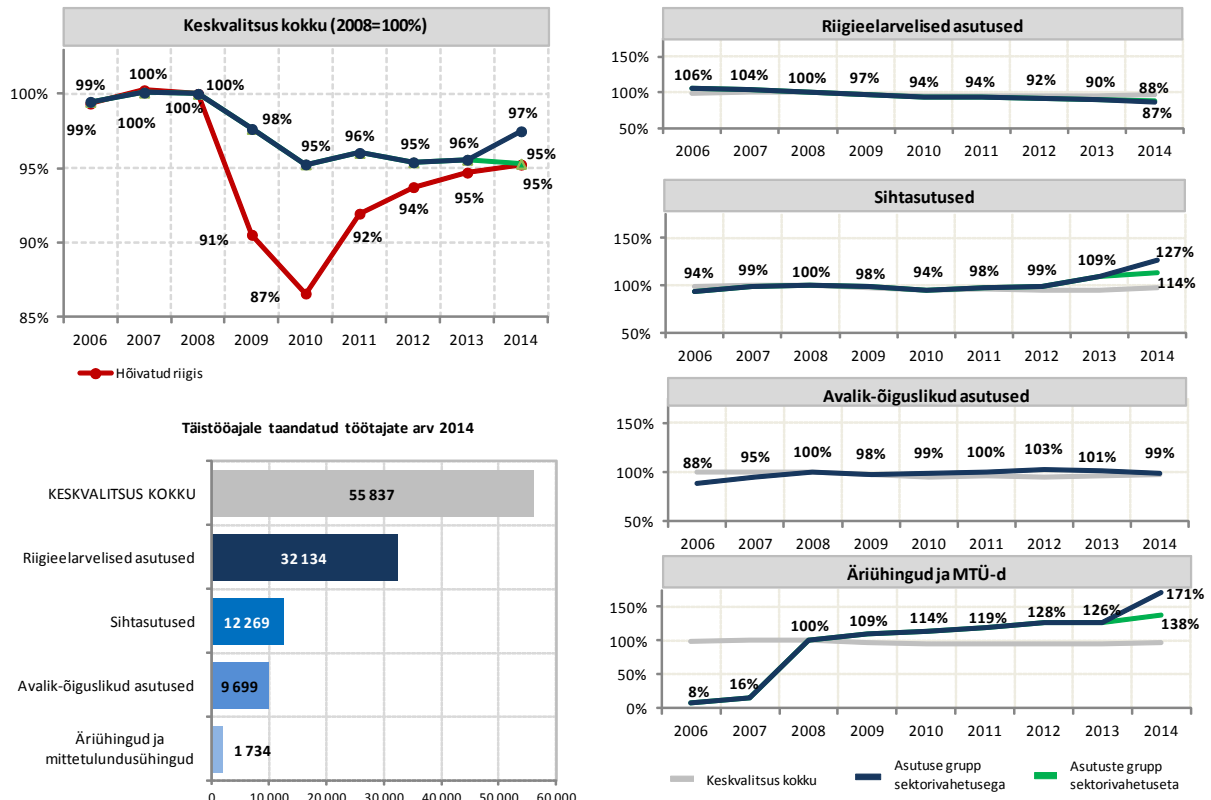 Keskvalitsus kokku (2008=100%)
99% 100% 100% 98% 95% 96% 95% 96% 97%
99% 100% 100% 91% 87% 92% 94% 95% 95% 95%
100%
95%
90%
85%
2006 2007 2008 2009 2010 2011 2012 2013 2014
Hõivatud riigis
Täistööajale taandatud töötajate arv 2014
KESKVALITSUS KOKKU
55 837
Riigieelarvelised asutused
32 134
Sihtasutused
12 269
Avalik-õiguslikud asutused
9 699
Äriühingud ja
mittetulundusühingud
1 734
0 10 000 20 000 30 000 40 000 50 000 60 000
Riigieelarvelised asutused
150%
100%
50%
106% 104% 100% 97% 94% 94% 92% 90% 88%
87%
2006 2007 2008 2009 2010 2011 2012 2013 2014
Sihtasutused
150%
100%
50%
94% 99% 100% 98% 94% 98% 99% 109% 127%
114%
2006 2007 2008 2009 2010 2011 2012 2013 2014
Avalik-õiguslikud asutused
150%
100%
50%
88% 95% 100% 98% 99% 100% 103% 101% 99%
2006 2007 2008 2009 2010 2011 2012 2013 2014
Äriühingud ja MTÜ-d
150%
100%
50%
0%
8% 16% 100% 109% 114% 119% 128% 126% 171%
138%
2006 2007 2008 2009 2010 2011 2012 2013 2014
Keskvalitsus kokku
Asutuse grupp
sektorivahetusega
Asutuste grupp
sektorivahetuseta